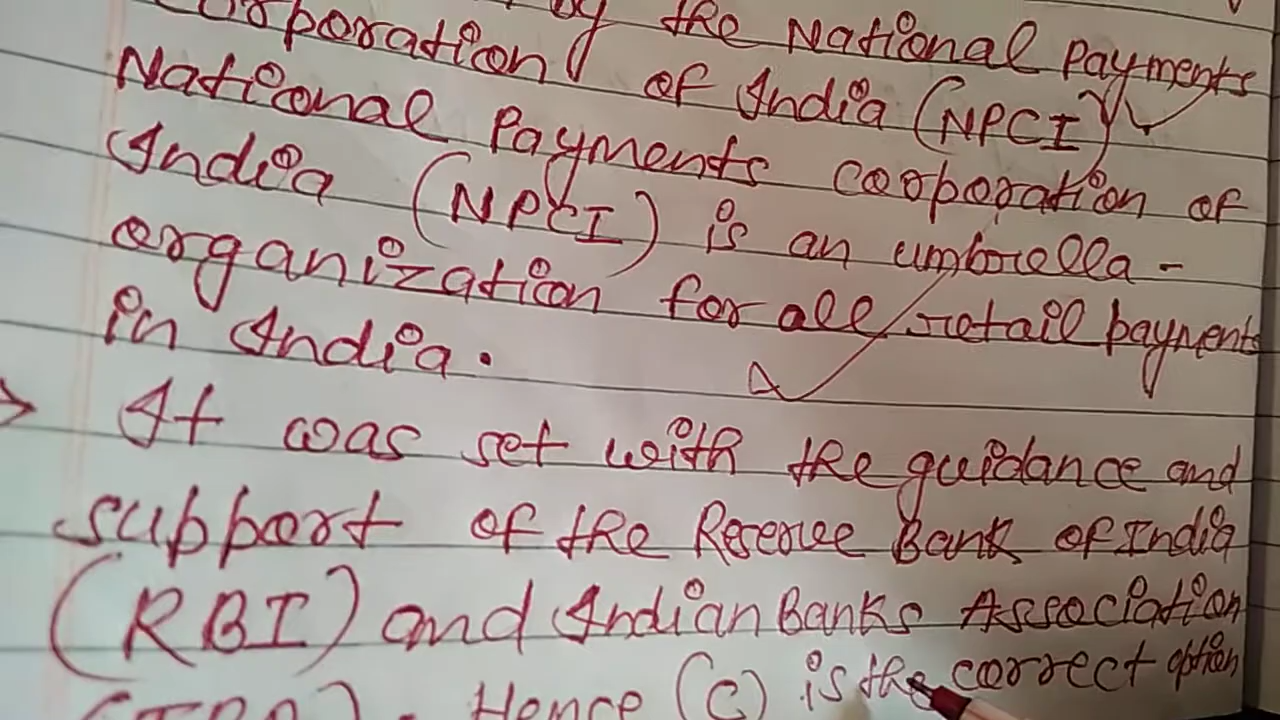 by the National Payments
Corporation of India (NPCI)
National Payments Corporation of
India (NPCI) is an umbrella -
organization for all retail payments
in India.
It was set with the guidance and
support of the Reserve Bank of India
(RBI) and Indian Banks Association
Hence (C) is the correct option